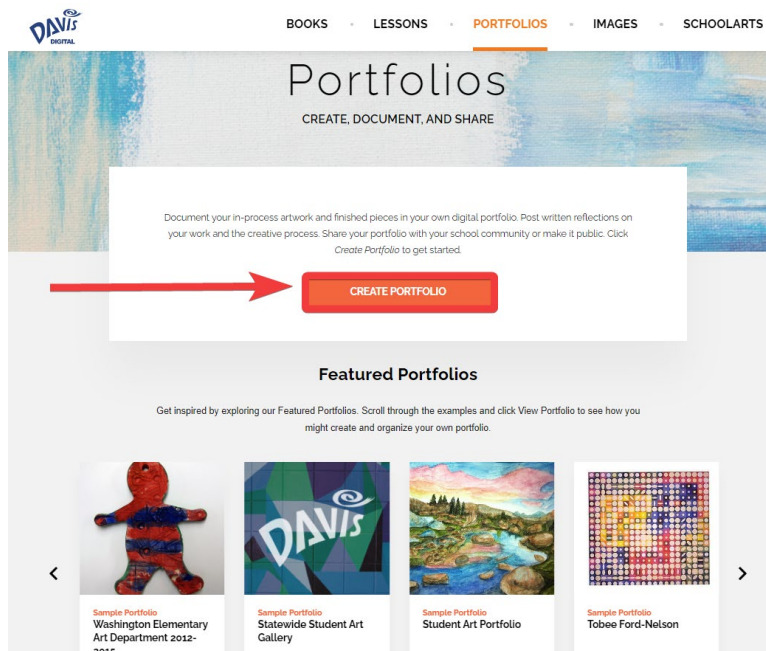 DAVIS
DIGITAL
BOOKS LESSONS PORTFOLIOS IMAGES SCHOOLARTS
Portfolios
CREATE, DOCUMENT, AND SHARE
Document your in-process artwork and finished pieces in your own digital portfolio. Post written reflections on
your work and the creative process. Share your portfolio with your school community or make it public. Click
Create Portfolio to get started.
CREATE PORTFOLIO
Featured Portfolios
Get inspired by exploring our Featured Portfolios. Scroll through the examples and click View Portfolio to see how you
might create and organize your own portfolio.
DAVIS
Sample Portfolio
Washington Elementary
Art Department 2012-
2015
Sample Portfolio
Statewide Student Art
Gallery
Sample Portfolio
Student Art Portfolio
Sample Portfolio
Tobee Ford-Nelson